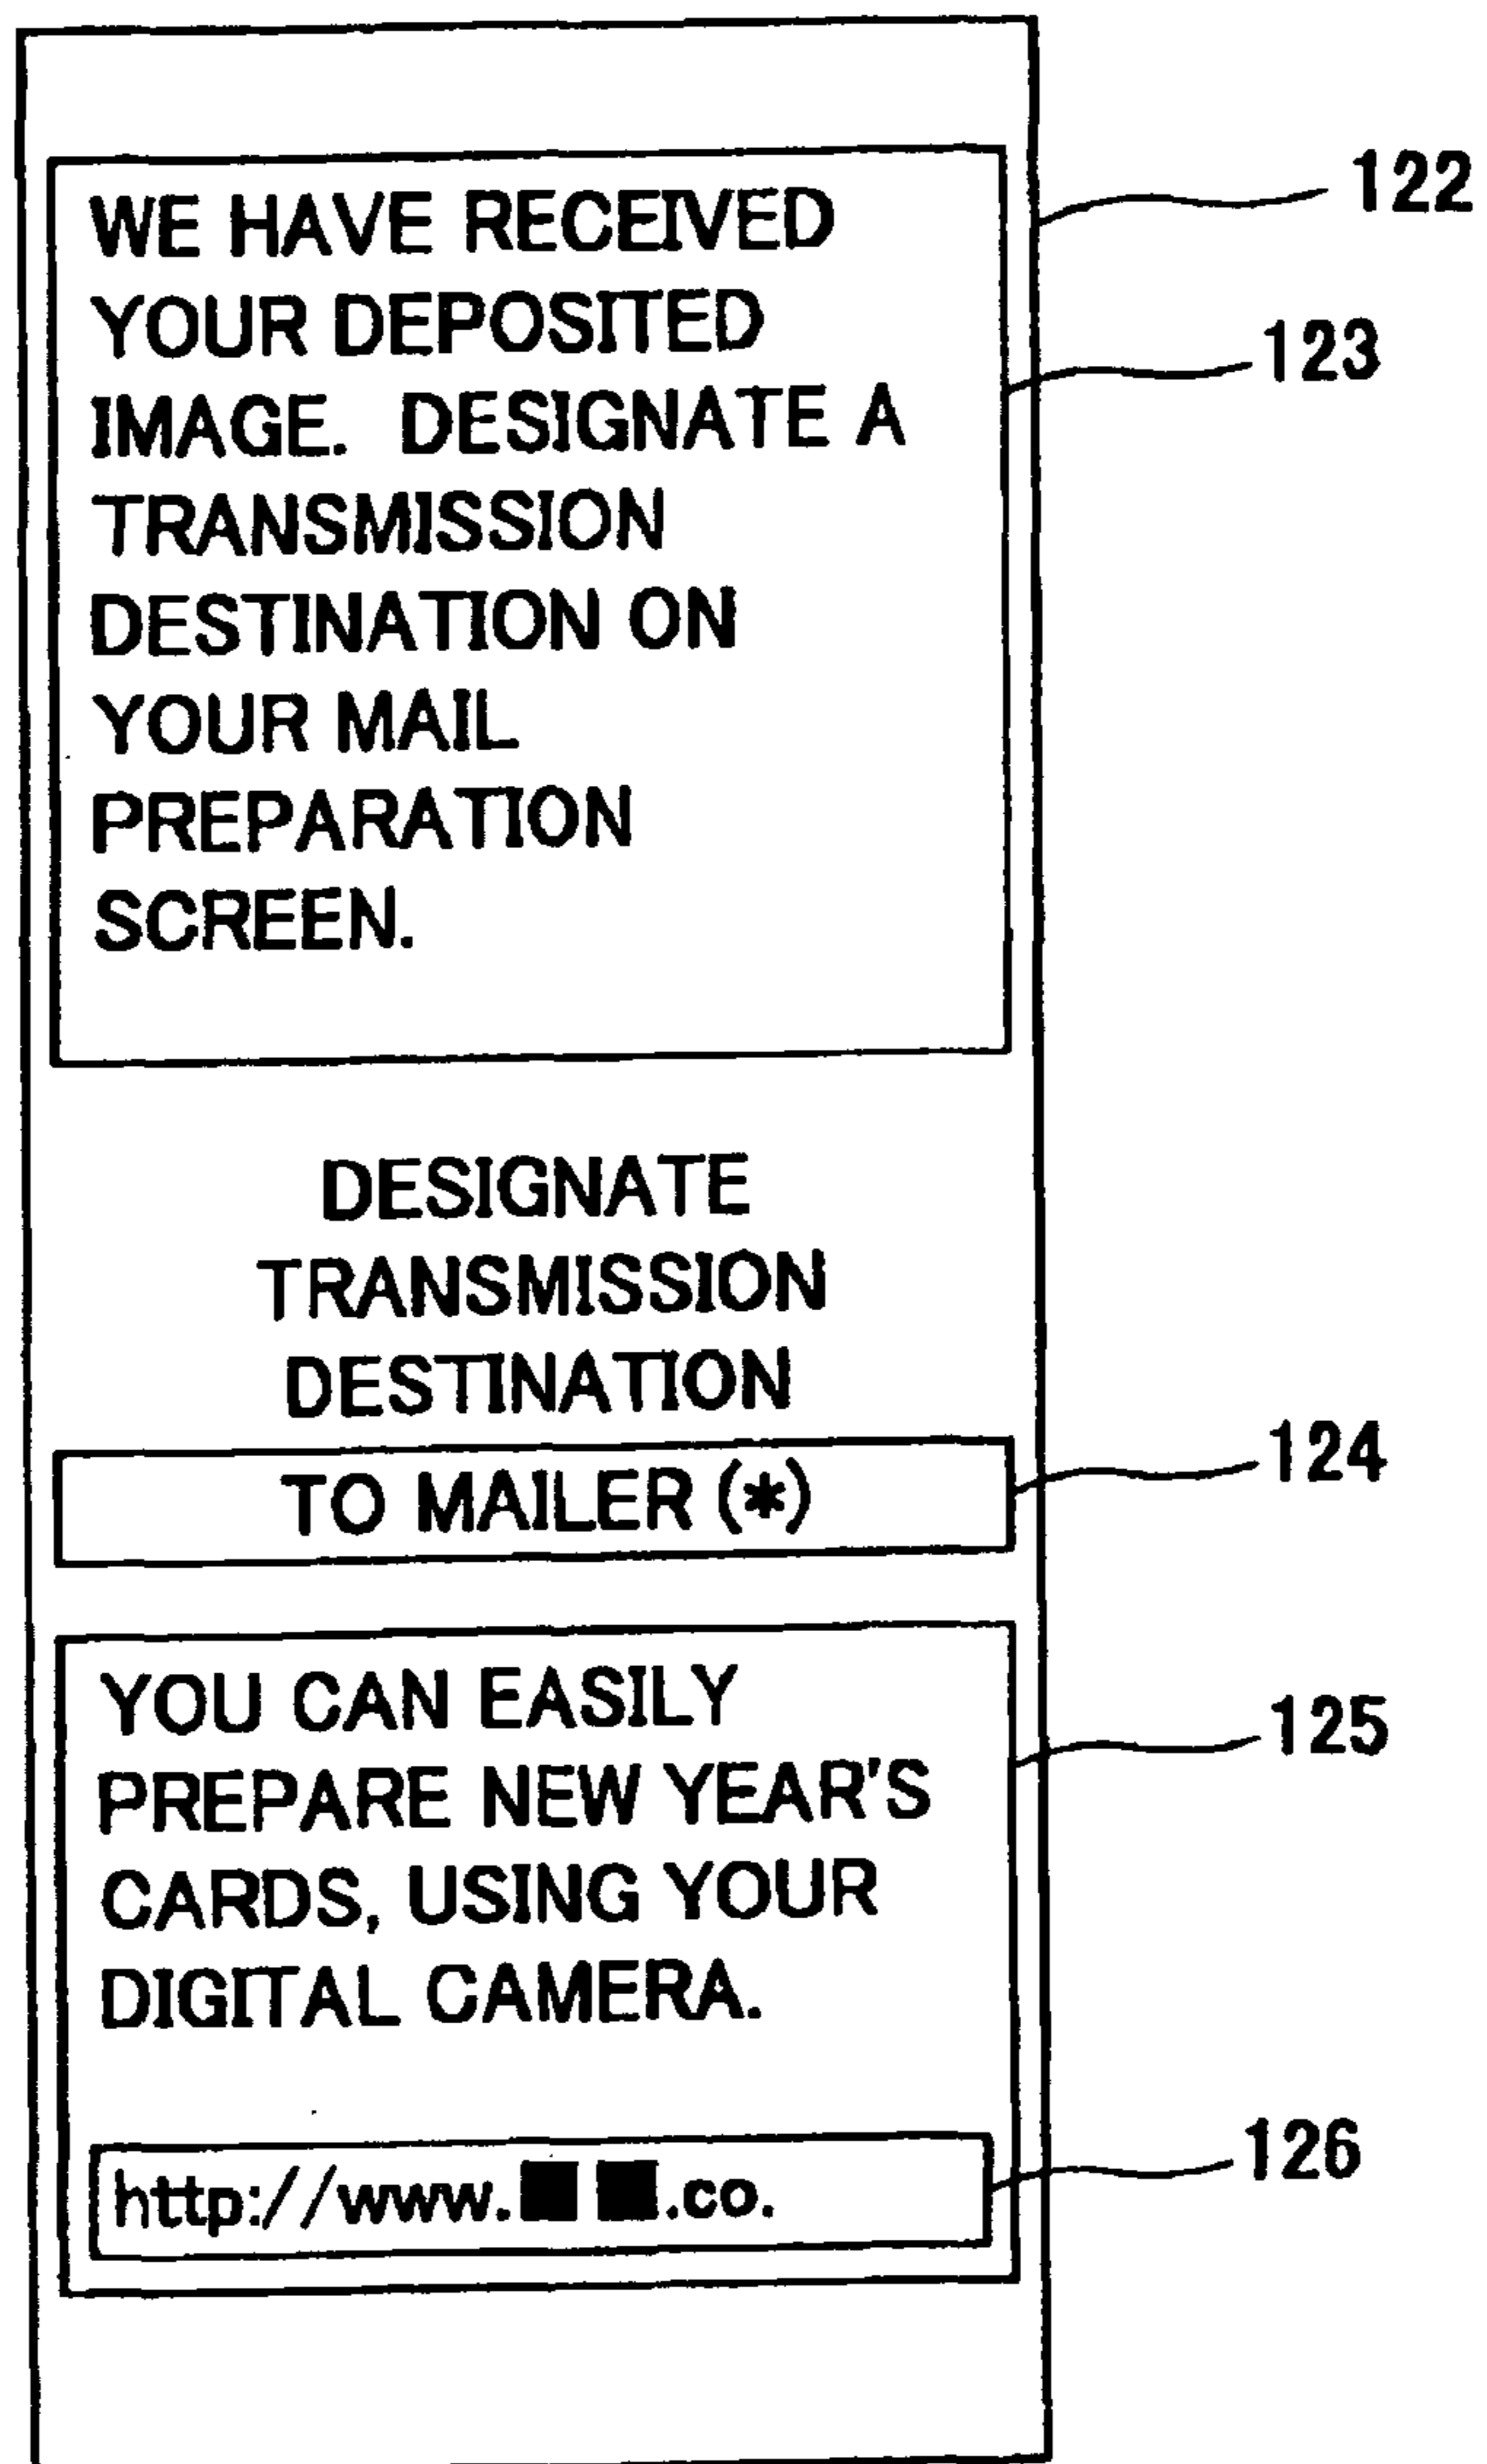 122
WE HAVE RECEIVED
YOUR DEPOSITED
123
IMAGE. DESIGNATE A
TRANSMISSION
DESTINATION ON
YOUR MAIL
PREPARATION
SCREEN.
DESIGNATE
TRANSMISSION
DESTINATION
124
TO MAILER (*)
YOU CAN EASILY
125
PREPARE NEW YEAR'S
CARDS, USING YOUR
DIGITAL CAMERA.
126
http://www.■ ■.co.